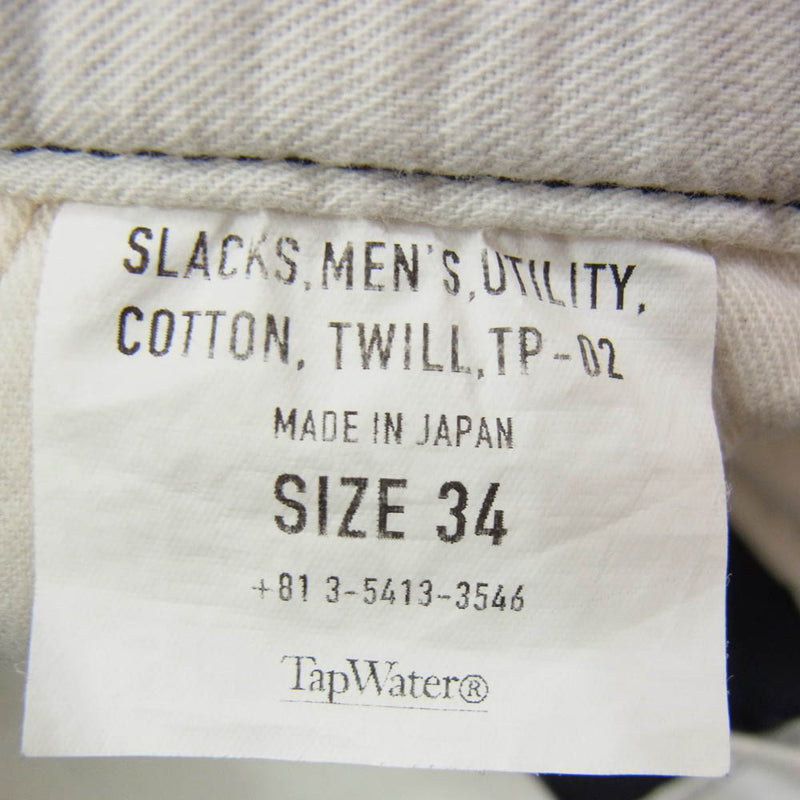 SLACKS,MEN'S,UTILITY,
COTTON, TWILL,TP-02
MADE IN JAPAN
SIZE 34
+81 3-5413-3546
TapWater®